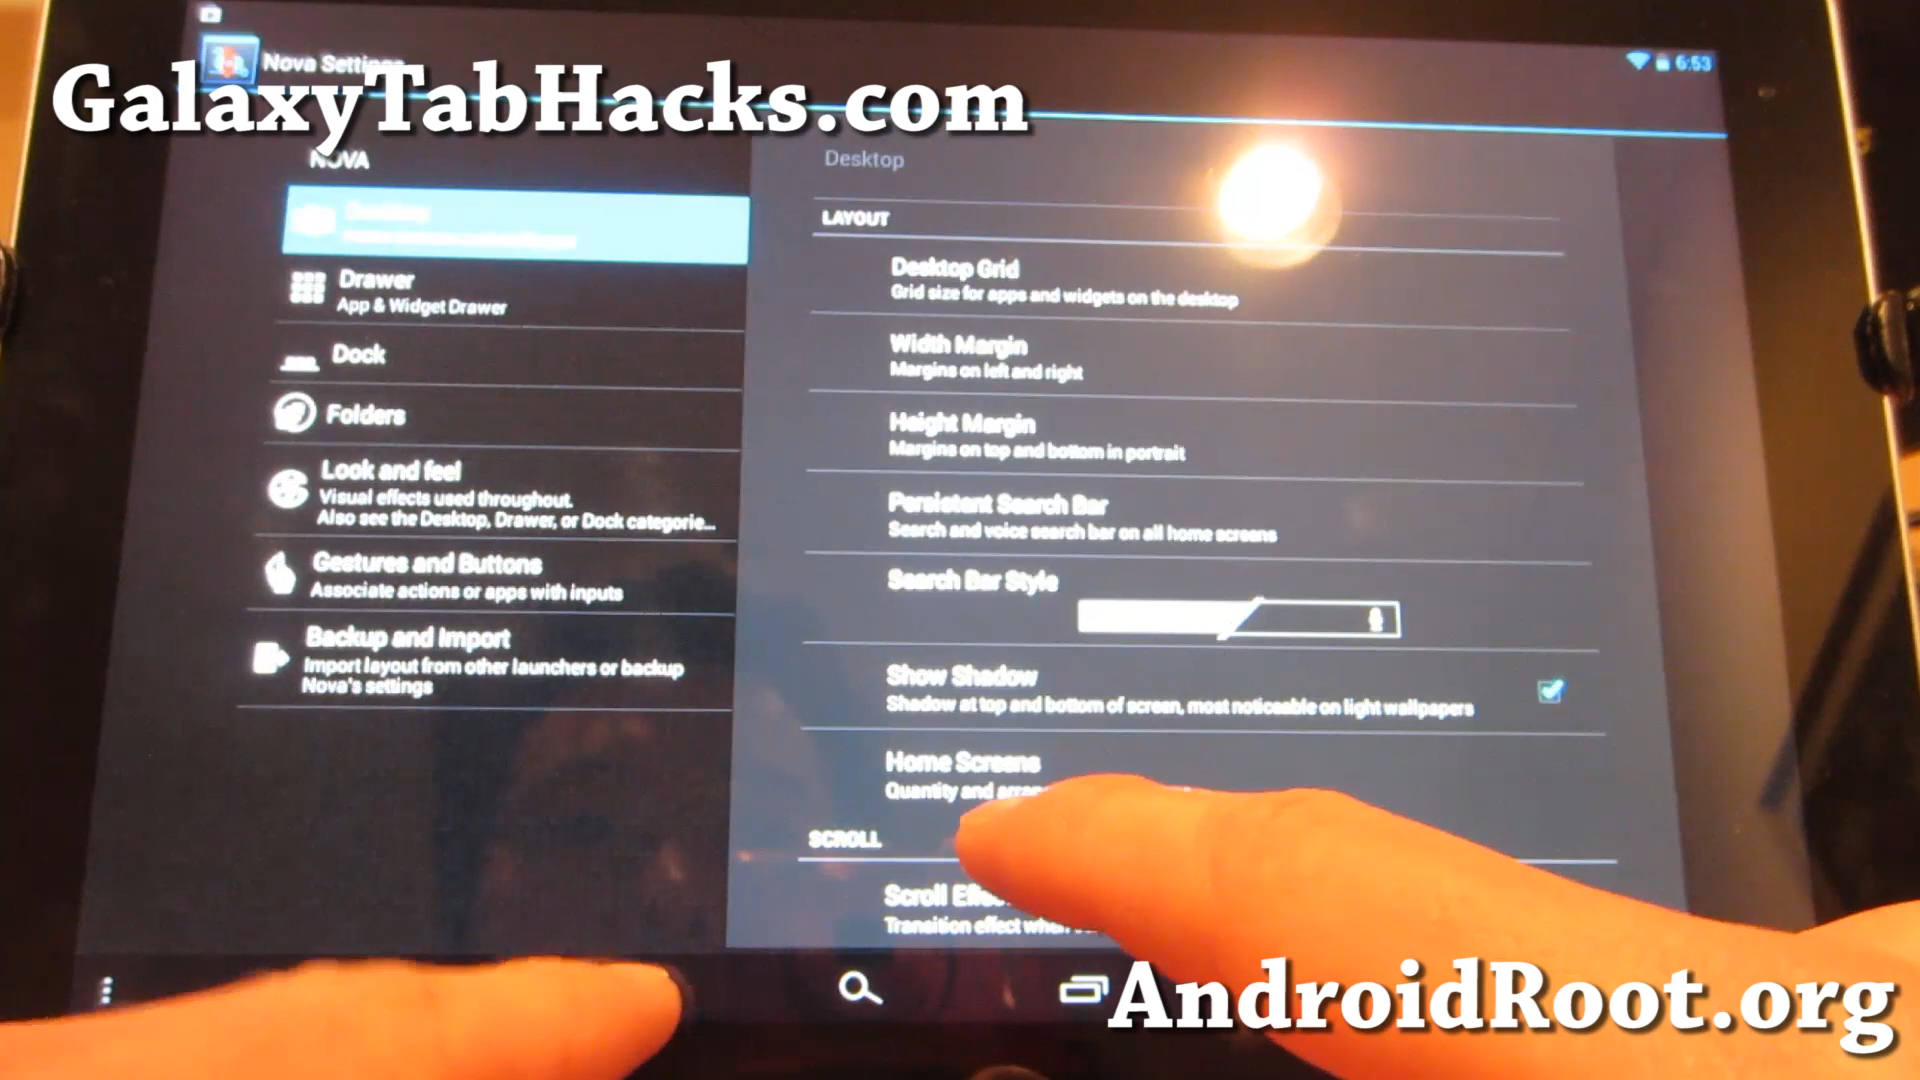 Nova Settings
6:53
GalaxyTabHacks.com
NOVA
Desktop
Drawer
App & Widget Drawer
Dock
Folders
Look and feel
Visual effects used throughout.
Also see the Desktop, Drawer, or Dock categorie...
Gestures and Buttons
Associate actions or apps with inputs
Backup and Import
Import layout from other launchers or backup
Nova's settings
Desktop
LAYOUT
Desktop Grid
Grid size for apps and widgets on the desktop
Width Margin
Margins on left and right
Height Margin
Margins on top and bottom in portrait
Persistent Search Bar
Search and voice search bar on all home screens
Search Bar Style
Show Shadow
Shadow at top and bottom of screen, most noticeable on light wallpapers
Home Screens
Quantity and
SCROLL
Scroll
Transition effect
AndroidRoot.org